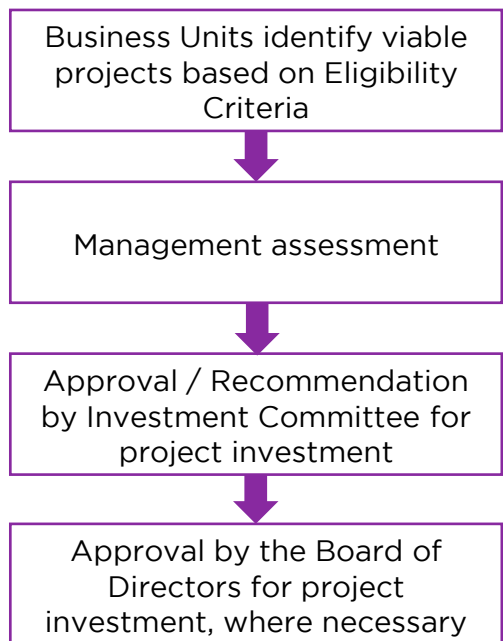 Business Units identify viable
projects based on Eligibility
Criteria
Management assessment
Approval / Recommendation
by Investment Committee for
project investment
Approval by the Board of
Directors for project
investment, where necessary